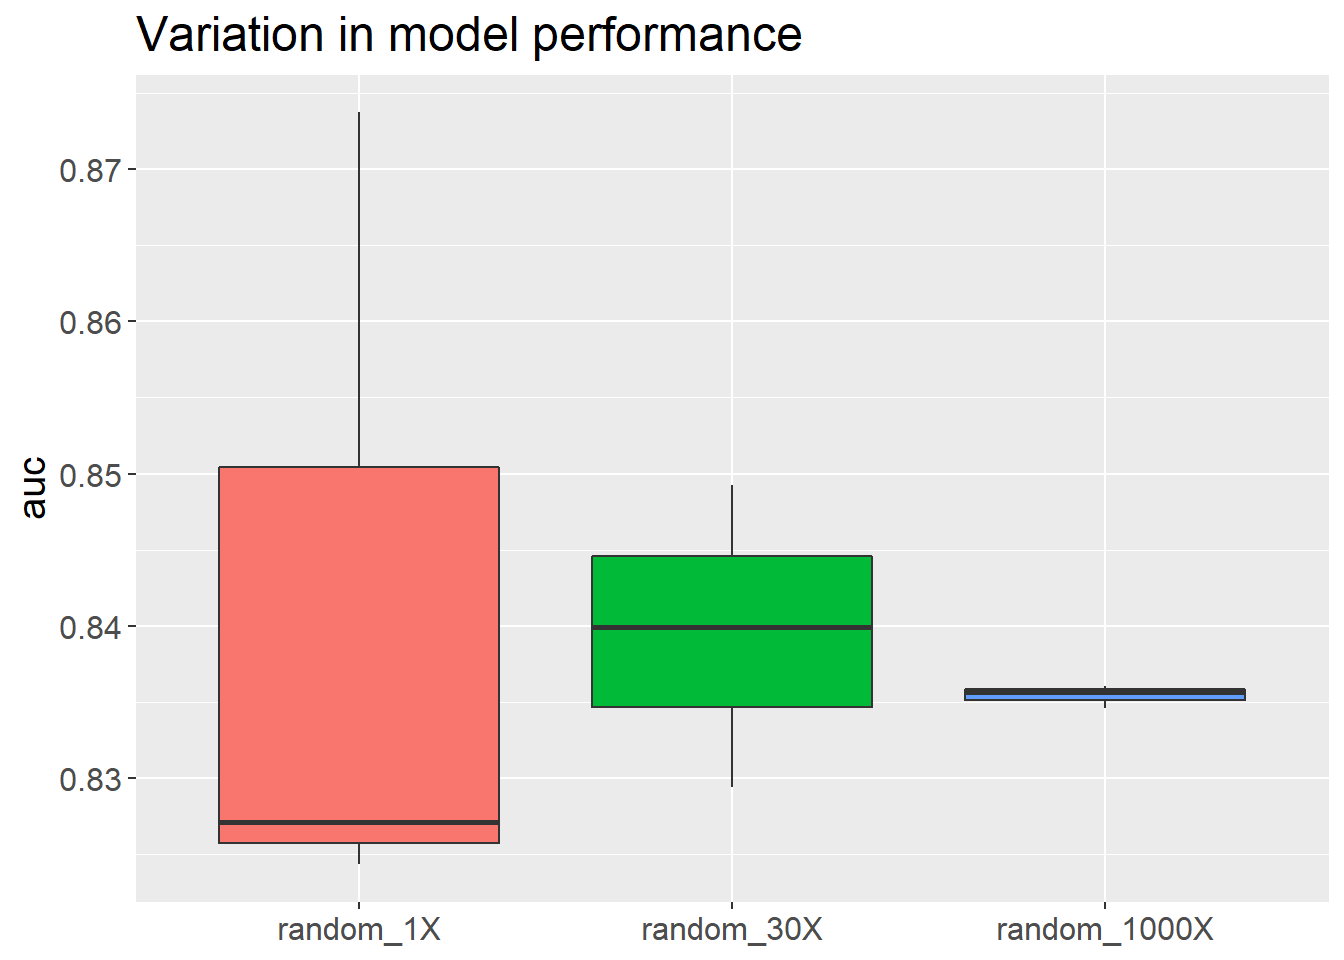 Variation in model performance
0.87
0.86
0.85
0.84
0.83
auc
random_1X
random_30X
random_1000X